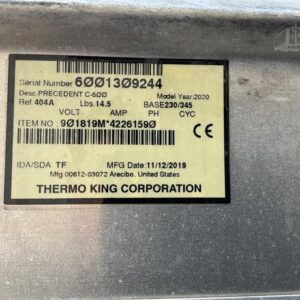 Serial Number 6001309244
Desc. PRECEDENT C-600 Model Year: 2020
Ref 404A Lbs. 14.5 BASE230/345
VOLT AMP PH CYC
ITEM NO 901819M*42261590
IDA/SDA TF MFG Date: 11/12/2019
Mfg 00612-03072 Arecibo, United States
THERMO KING CORPORATION